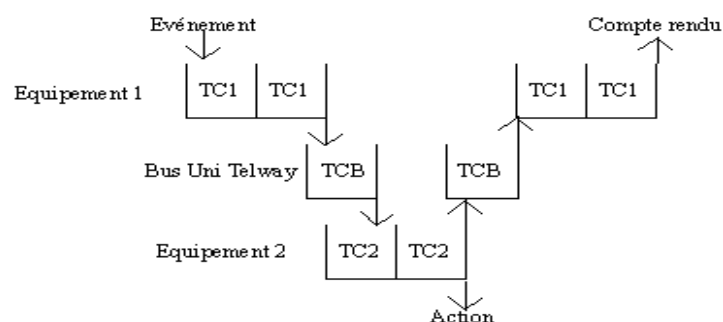 Evénement Compte rendu
Equipement 1 TC1 TC1 TC1 TC1
Bus Uni Telway TCB TCB
Equipement 2 TC2 TC2
Action